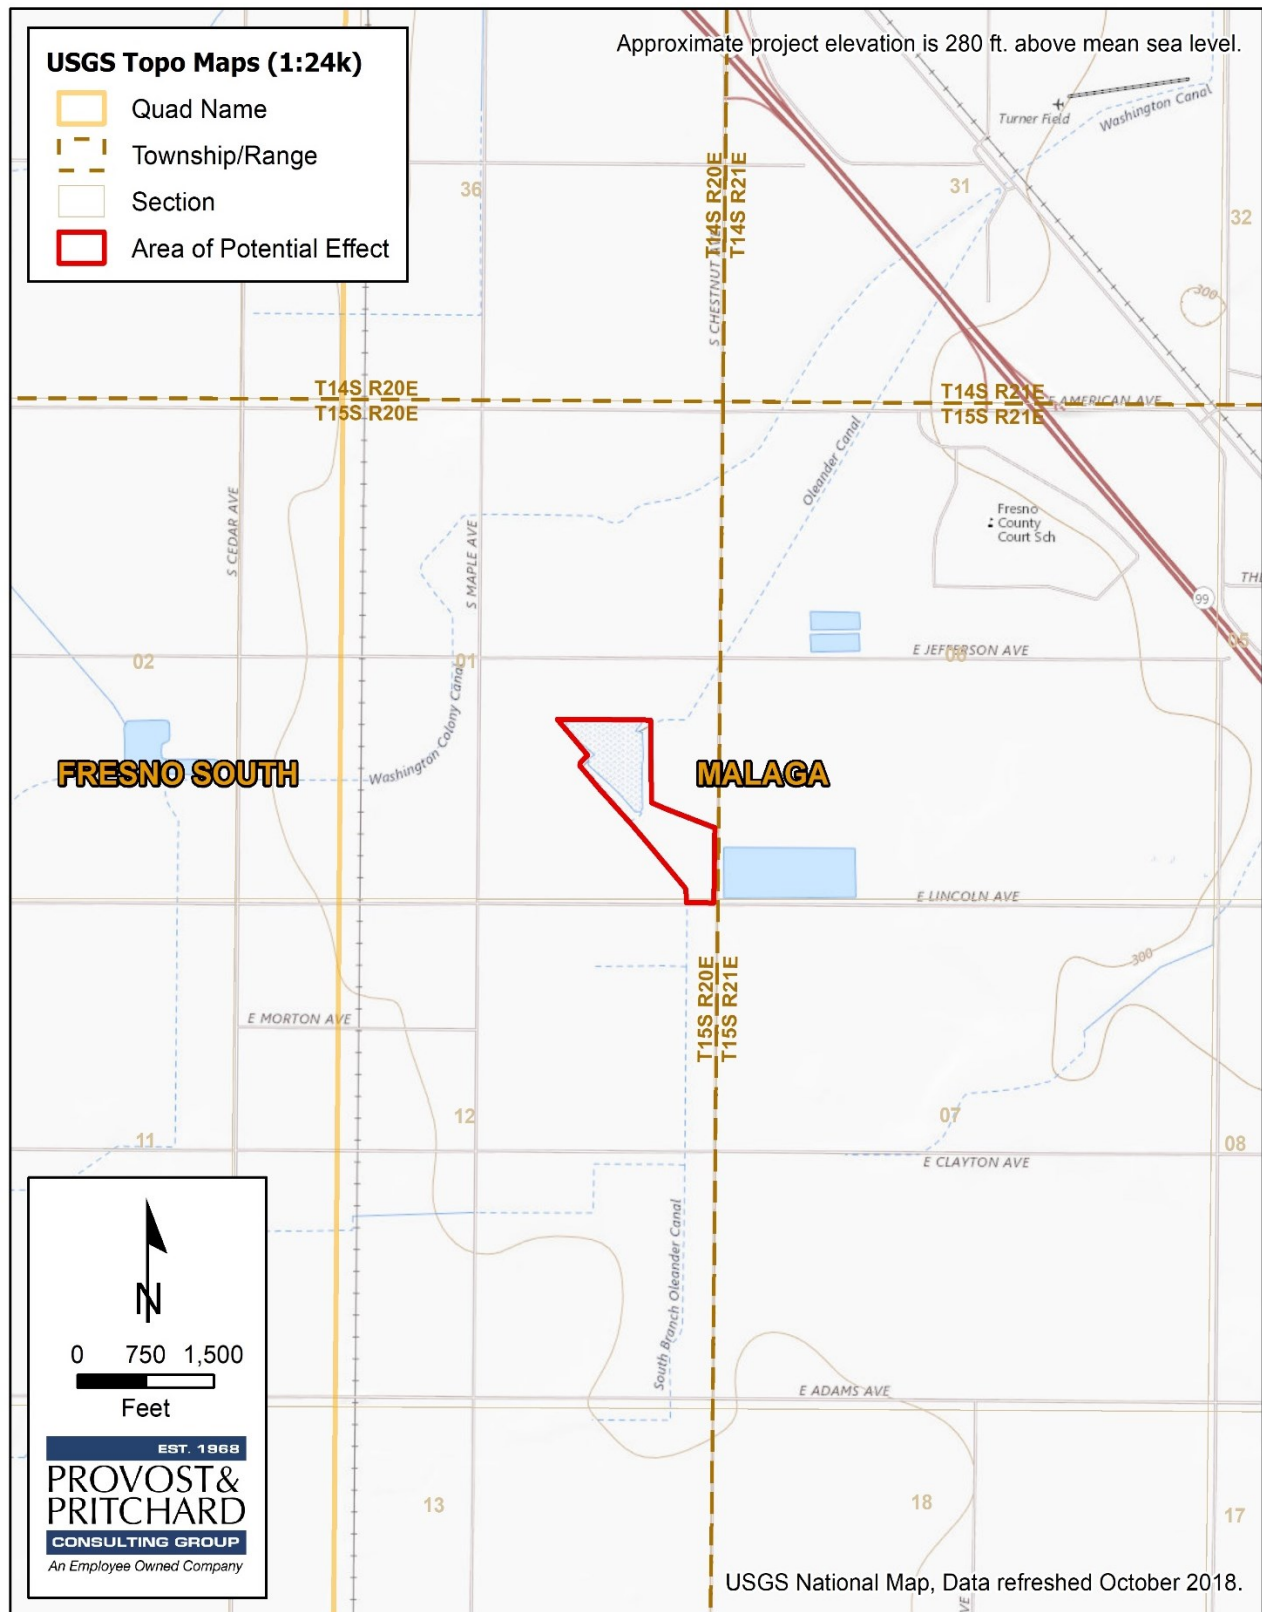 USGS Topo Maps (1:24k)
Quad Name
Township/Range
Section
Area of Potential Effect
Approximate project elevation is 280 ft. above mean sea level.
Turner Field
Washington Canal
36
31
32
T14S R20E
T14S R21E
S CHESTNUT AVE
300
T14S R20E
T15S R20E
T14S R21E
T15S R21E
E AMERICAN AVE
Oleander Canal
S CEDAR AVE
S MAPLE AVE
Fresno
County
Court Sch
99
02
01
E JEFFERSON AVE
06
05
Washington Colony Canal
FRESNO SOUTH
MALAGA
E LINCOLN AVE
300
T15S R20E
T15S R21E
E MORTON AVE
12
07
11
08
E CLAYTON AVE
South Branch Oleander Canal
E ADAMS AVE
13
18
17
N
0 750 1,500
Feet
EST. 1968
PROVOST&
PRITCHARD
CONSULTING GROUP
An Employee Owned Company
USGS National Map, Data refreshed October 2018.